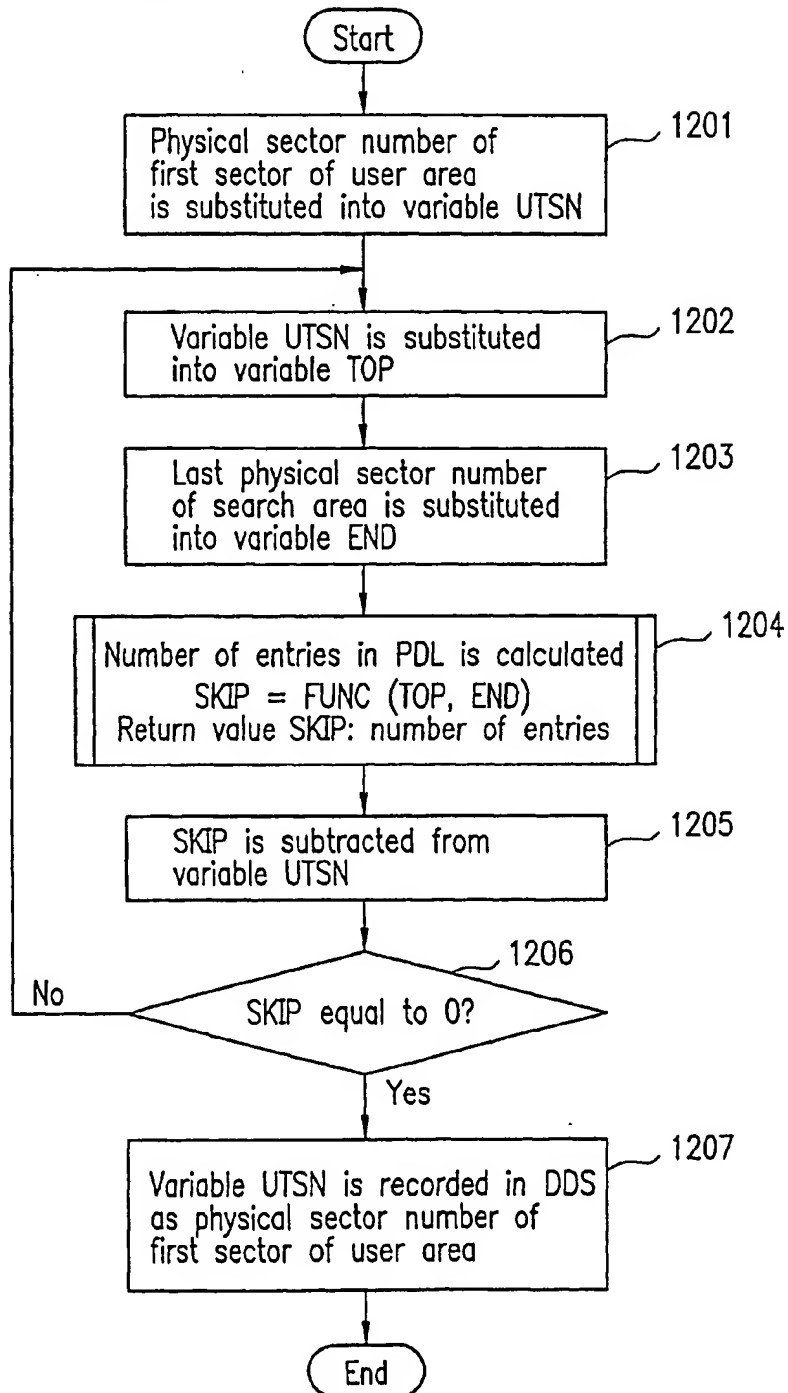 Start
Physical sector number of
first sector of user area
is substituted into variable UTSN
1201
Variable UTSN is substituted
into variable TOP
1202
Last physical sector number
of search area is substituted
into variable END
1203
Number of entries in PDL is calculated
SKIP = FUNC (TOP, END)
Return value SKIP: number of entries
1204
SKIP is subtracted from
variable UTSN
1205
1206
SKIP equal to 0?
No
Yes
Variable UTSN is recorded in DDS
as physical sector number of
first sector of user area
1207
End